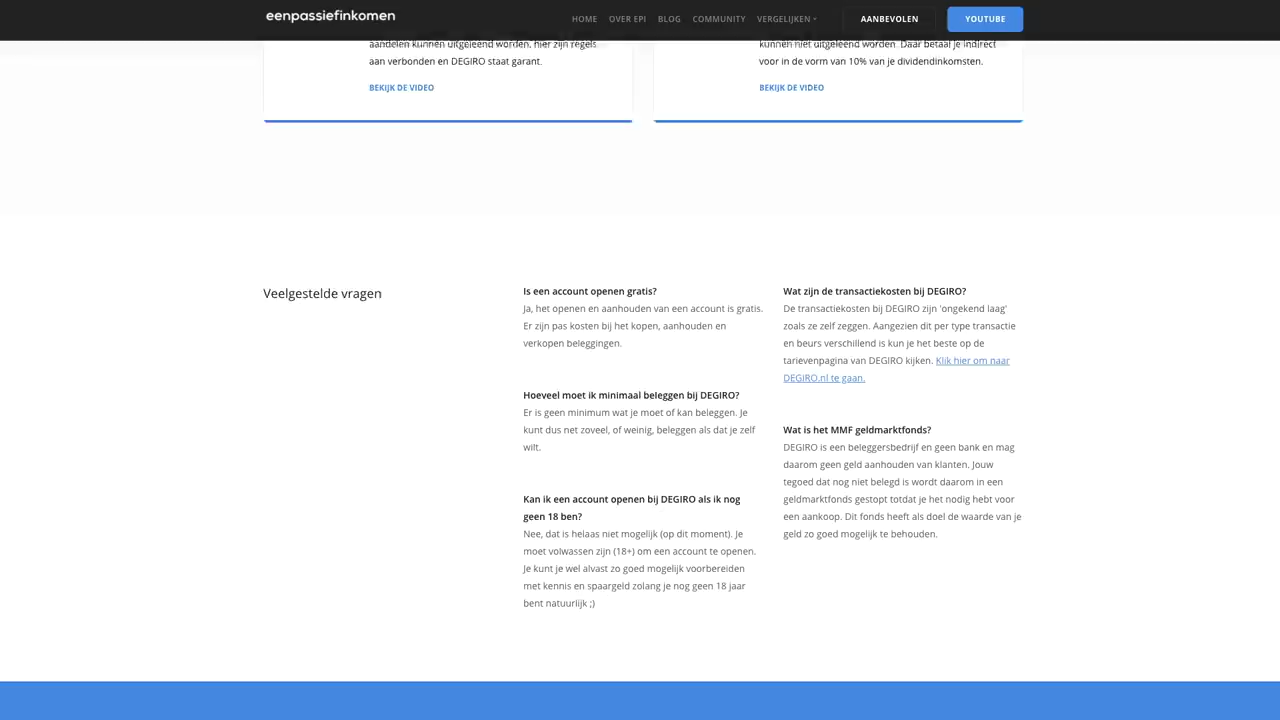 eenpassiefinkomen
HOME OVER EPI BLOG COMMUNITY VERGELIJKEN AANBEVOLEN YOUTUBE
aandelen kunnen uitgeleend worden, hier zijn regels
aan verbonden en DEGIRO staat garant.
BEKIJK DE VIDEO
kunnen niet uitgeleend worden. Daar betaal je indirect
voor in de vorm van 10% van je dividendinkomsten.
BEKIJK DE VIDEO
Veelgestelde vragen
Is een account openen gratis?
Ja, het openen en aanhouden van een account is gratis.
Er zijn pas kosten bij het kopen, aanhouden en
verkopen beleggingen.
Hoeveel moet ik minimaal beleggen bij DEGIRO?
Er is geen minimum wat je moet of kan beleggen. Je
kunt dus net zoveel, of weinig, beleggen als dat je zelf
wilt.
Kan ik een account openen bij DEGIRO als ik nog
geen 18 ben?
Nee, dat is helaas niet mogelijk (op dit moment). Je
moet volwassen zijn (18+) om een account te openen.
Je kunt je wel alvast zo goed mogelijk voorbereiden
met kennis en spaargeld zolang je nog geen 18 jaar
bent natuurlijk ;)
Wat zijn de transactiekosten bij DEGIRO?
De transactiekosten bij DEGIRO zijn 'ongekend laag'
zoals ze zelf zeggen. Aangezien dit per type transactie
en beurs verschillend is kun je het beste op de
tarievenpagina van DEGIRO kijken. Klik hier om naar
DEGIRO.nl te gaan.
Wat is het MMF geldmarktfonds?
DEGIRO is een beleggersbedrijf en geen bank en mag
daarom geen geld aanhouden van klanten. Jouw
tegoed dat nog niet belegd is wordt daarom in een
geldmarktfonds gestopt totdat je het nodig hebt voor
een aankoop. Dit fonds heeft als doel de waarde van je
geld zo goed mogelijk te behouden.